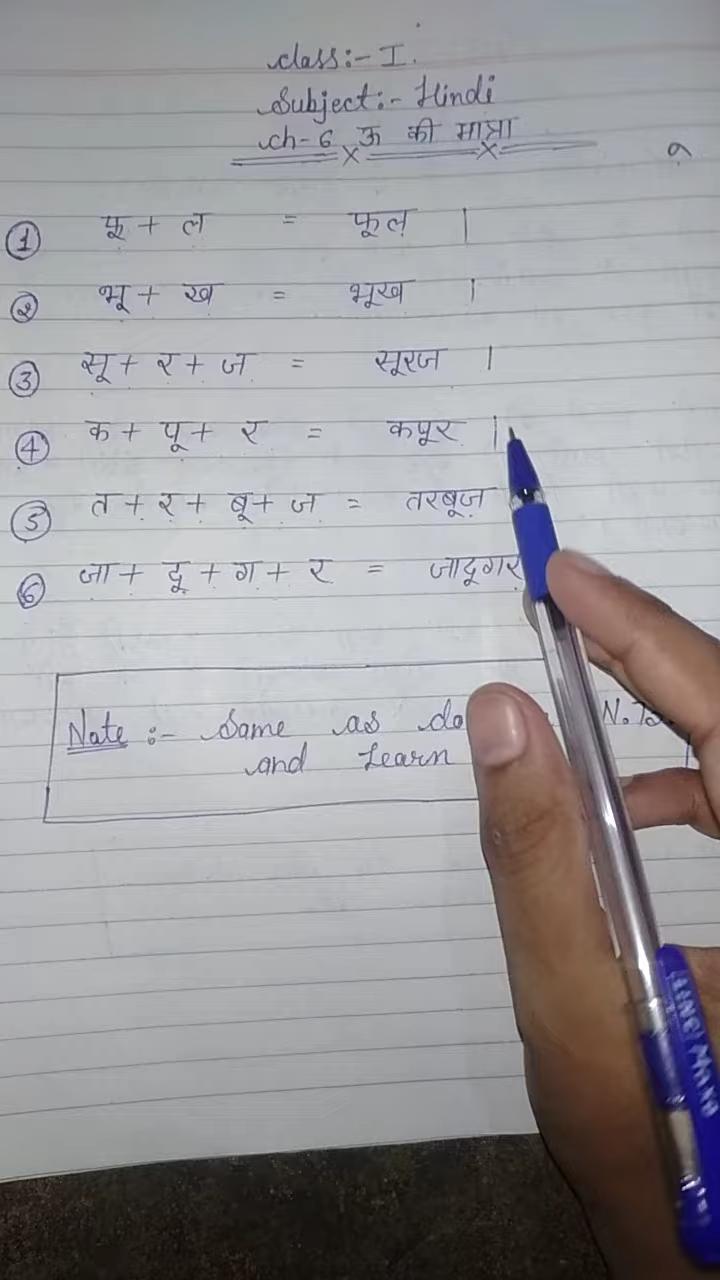 Class:- I.
Subject:- Hindi
Ch-6 ऊ की मात्रा
① फू + ल = फूल |
② भू + ख = भूख |
③ सू + र + ज = सूरज |
④ क + पू + र = कपूर |
⑤ त + र + बू + ज = तरबूज
⑥ जा + दू + ग + र = जादूगर
Note :- Same as do N.B.
and Learn